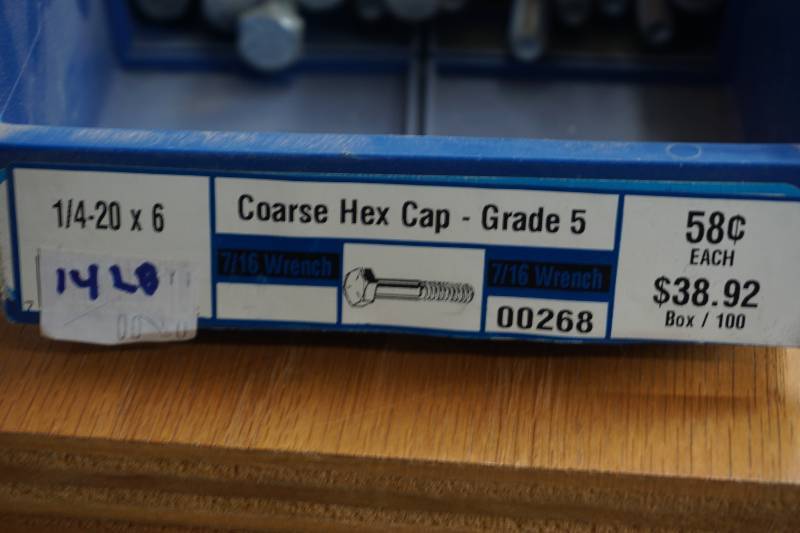 1/4-20 x 6
Coarse Hex Cap - Grade 5
7/16 Wrench
7/16 Wrench
00268
58¢
EACH
$38.92
Box / 100